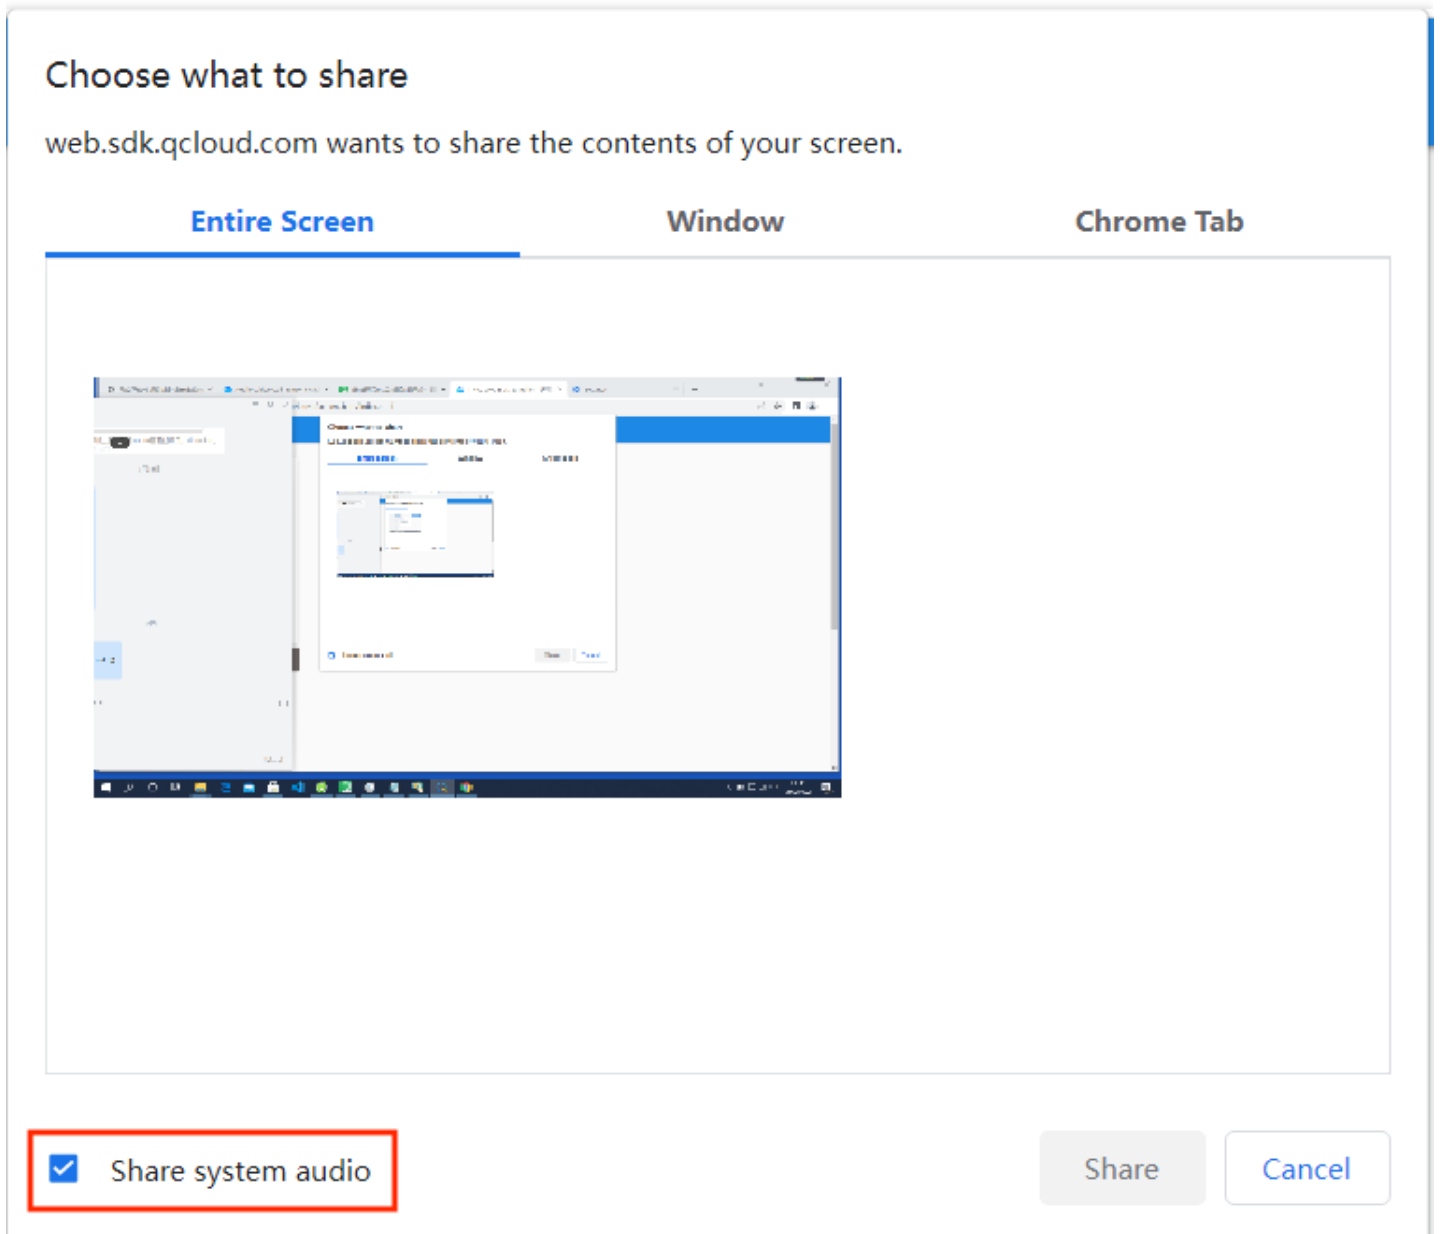 Choose what to share
web.sdk.qcloud.com wants to share the contents of your screen.
Entire Screen
Window
Chrome Tab
Share system audio
Share
Cancel